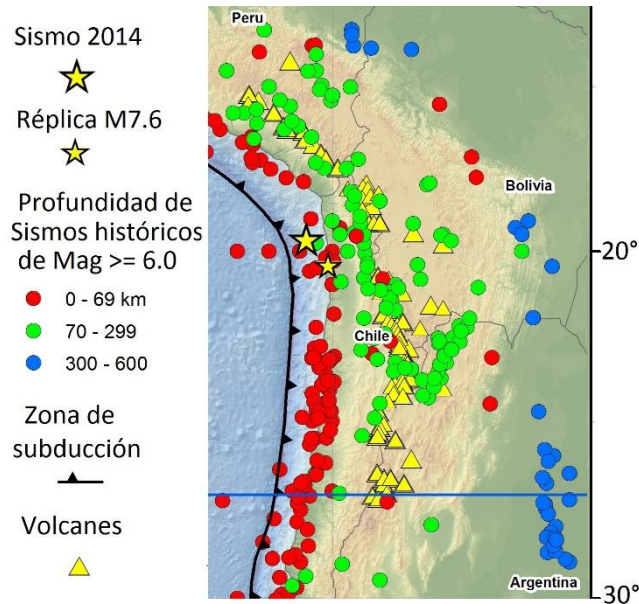 Sismo 2014
Réplica M7.6
Profundidad de
Sismos históricos
de Mag >= 6.0
0 - 69 km
70 - 299
300 - 600
Zona de
subducción
Volcanes
Peru
Bolivia
-20°
Chile
Argentina
-30°